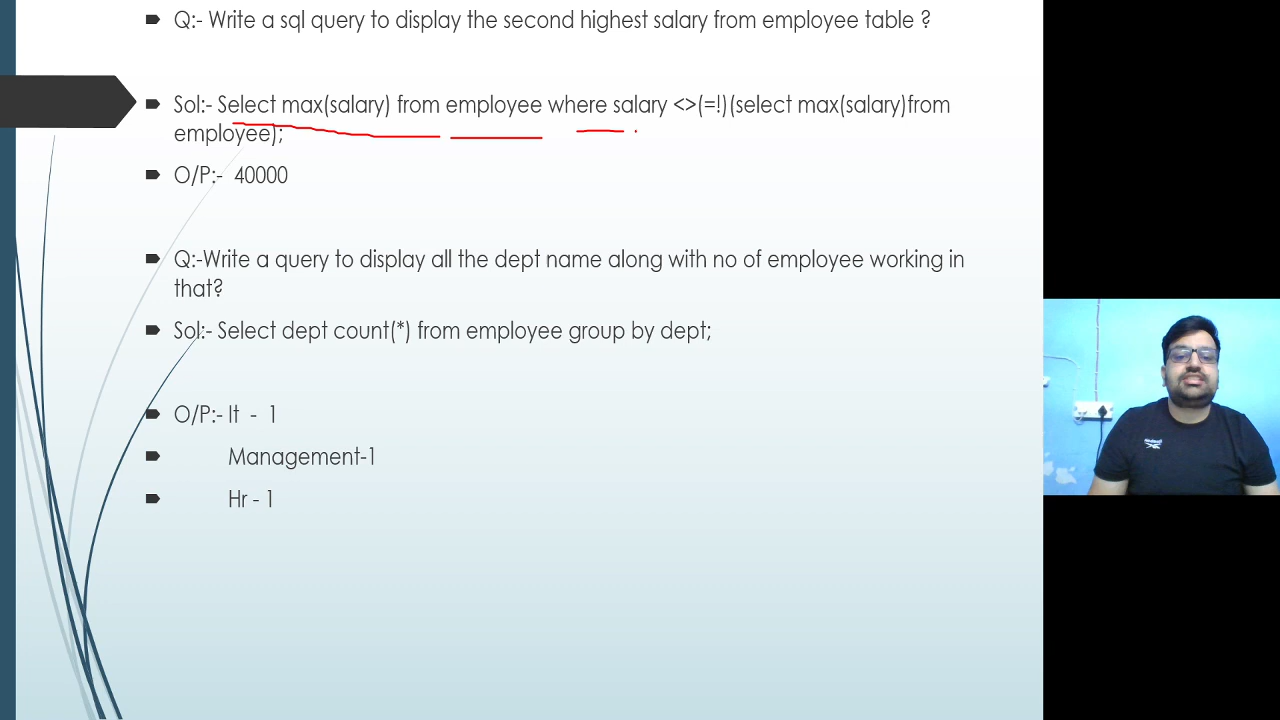 Q:- Write a sql query to display the second highest salary from employee table ?
Sol:- Select max(salary) from employee where salary <>(=!)(select max(salary)from
employee);
O/P:-  40000
Q:-Write a query to display all the dept name along with no of employee working in
that?
Sol:- Select dept count(*) from employee group by dept;
O/P:- It  -  1
Management-1
Hr - 1